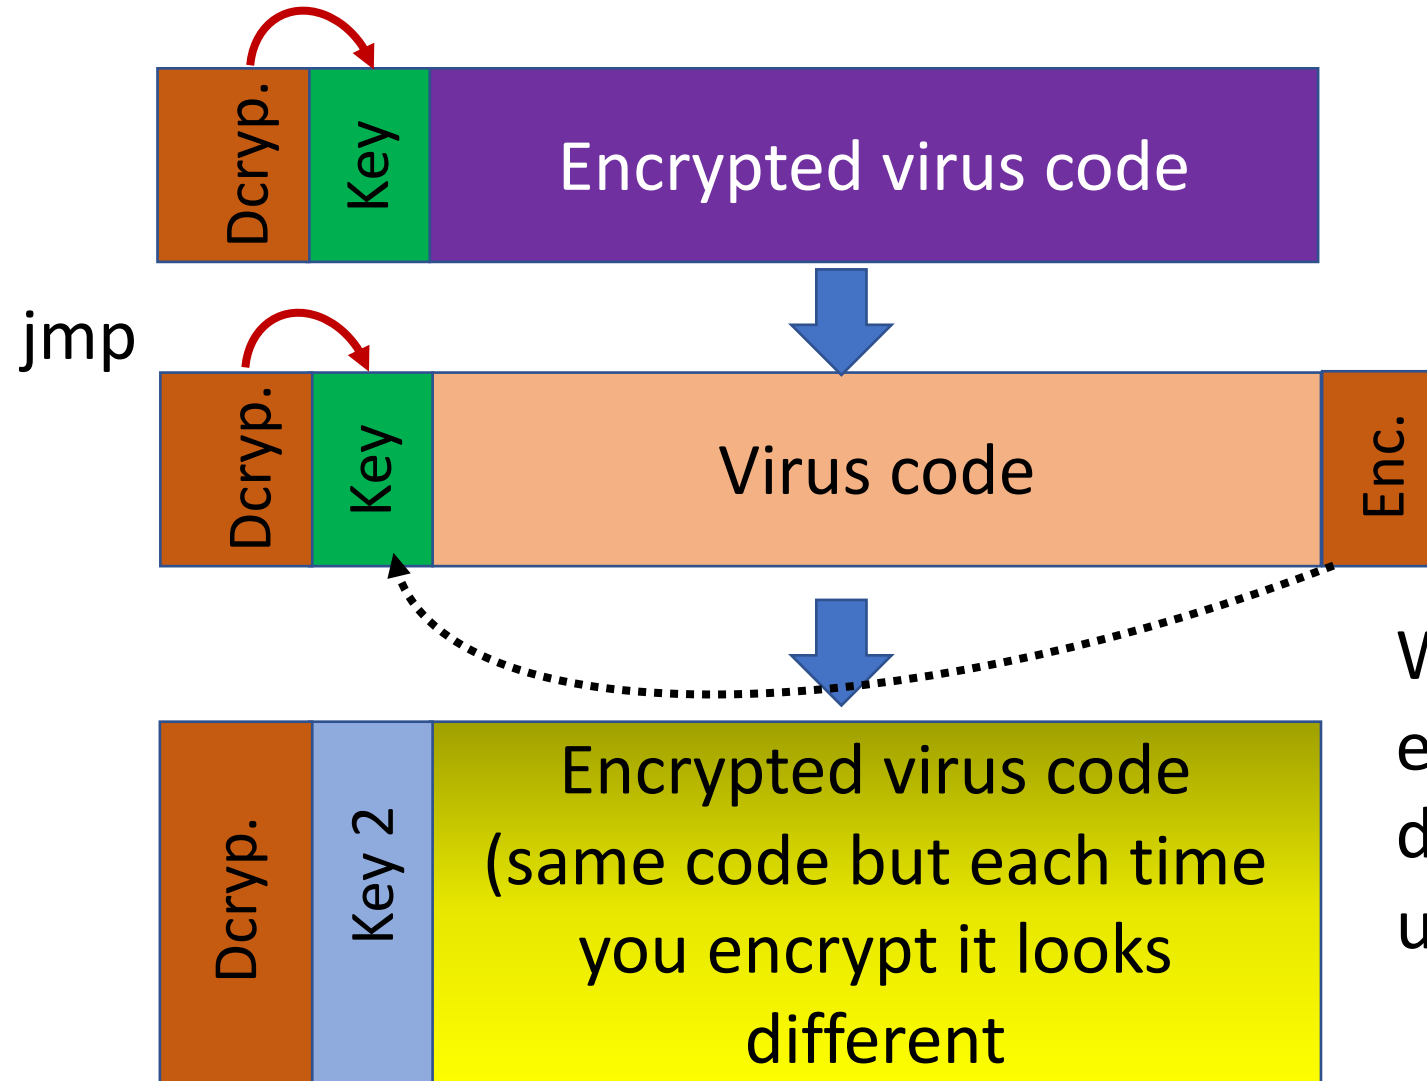 Dcryp.
Key
Encrypted virus code
jmp
Dcryp.
Key
Virus code
Enc.
Dcryp.
Key 2
Encrypted virus code
(same code but each time
you encrypt it looks
different